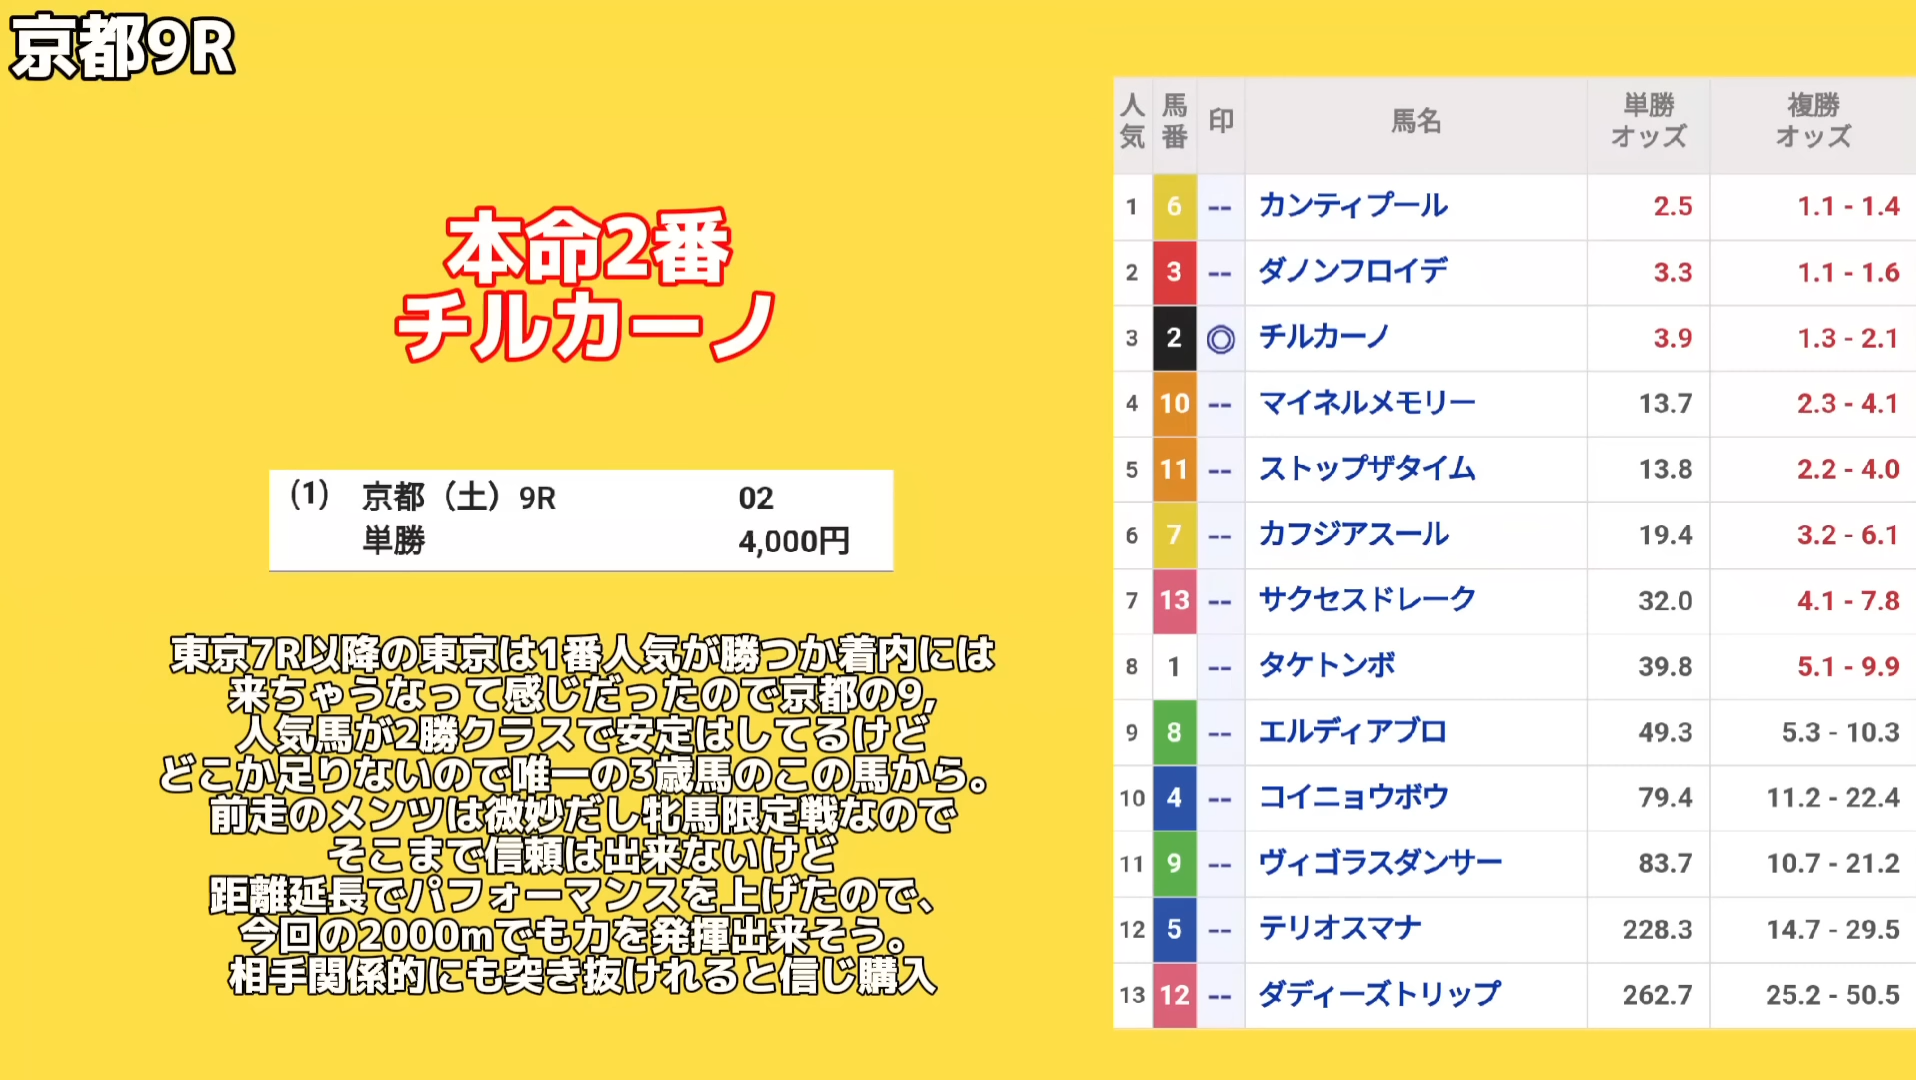 京都9R
本命2番
チルカーノ
(1) 京都（土）9R 02
単勝 4,000円
東京7R以降の東京は1番人気が勝つか着内には
来ちゃうなって感じだったので京都の9,
人気馬が2勝クラスで安定はしてるけど
どこか足りないので唯一の3歳馬のこの馬から。
前走のメンツは微妙だし牝馬限定戦なので
そこまで信頼は出来ないけど
距離延長でパフォーマンスを上げたので、
今回の2000mでも力を発揮出来そう。
相手関係的にも突き抜けれると信じ購入
人気 馬番 印 馬名 単勝オッズ 複勝オッズ
1 6 -- カンティプール 2.5 1.1 - 1.4
2 3 -- ダノンフロイデ 3.3 1.1 - 1.6
3 2 ◎ チルカーノ 3.9 1.3 - 2.1
4 10 -- マイネルメモリー 13.7 2.3 - 4.1
5 11 -- ストップザタイム 13.8 2.2 - 4.0
6 7 -- カフジアスール 19.4 3.2 - 6.1
7 13 -- サクセスドレーク 32.0 4.1 - 7.8
8 1 -- タケトンボ 39.8 5.1 - 9.9
9 8 -- エルディアブロ 49.3 5.3 - 10.3
10 4 -- コイニョウボウ 79.4 11.2 - 22.4
11 9 -- ヴィゴラスダンサー 83.7 10.7 - 21.2
12 5 -- テリオスマナ 228.3 14.7 - 29.5
13 12 -- ダディーズトリップ 262.7 25.2 - 50.5